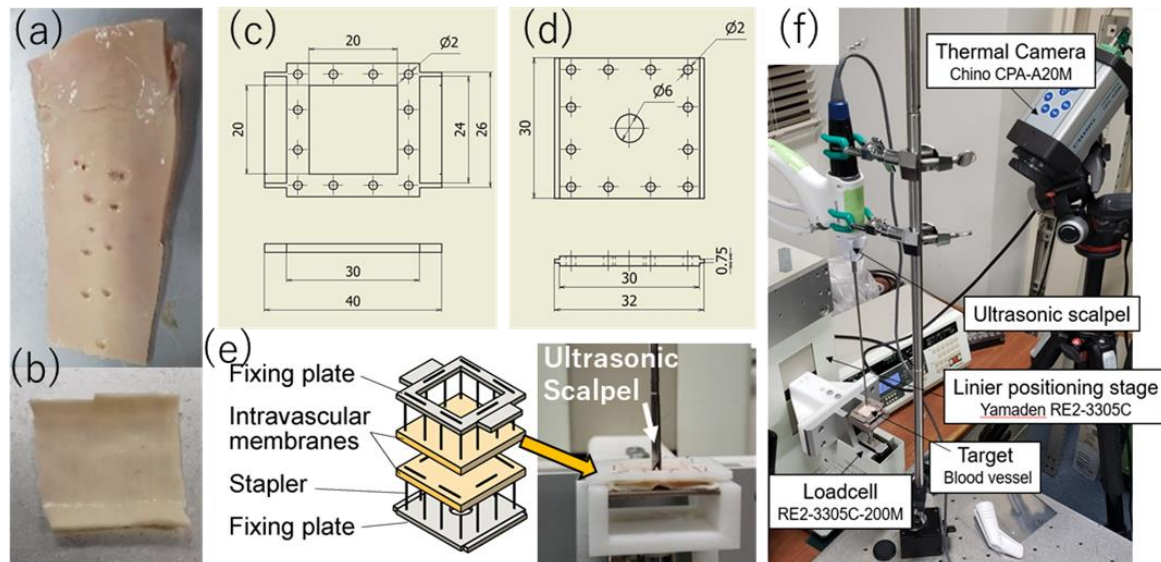 (a)
(b)
(c)
20
Ø2
20
24
26
30
40
(d)
Ø2
Ø6
30
0.75
30
32
(e)
Fixing plate
Intravascular
membranes
Stapler
Fixing plate
Ultrasonic
Scalpel
(f)
Thermal Camera
Chino CPA-A20M
Ultrasonic scalpel
Linier positioning stage
Yamaden RE2-3305C
Target
Blood vessel
Loadcell
RE2-3305C-200M
CHINO